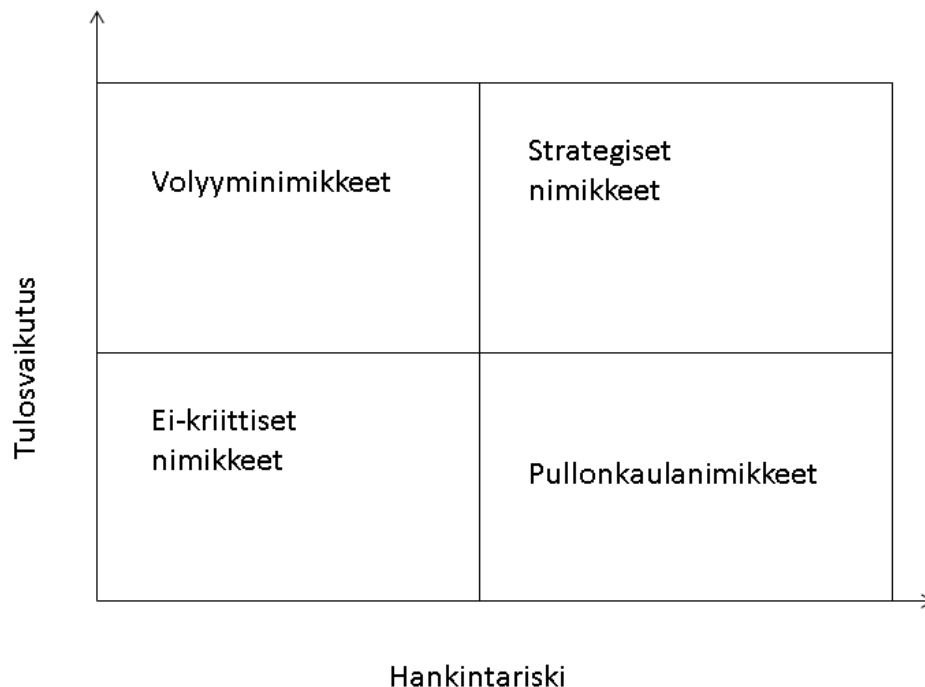 Volyyminimikkeet
Strategiset
nimikkeet
Tulosvaikutus
Ei-kriittiset
nimikkeet
Pullonkaulanimikkeet
Hankintariski